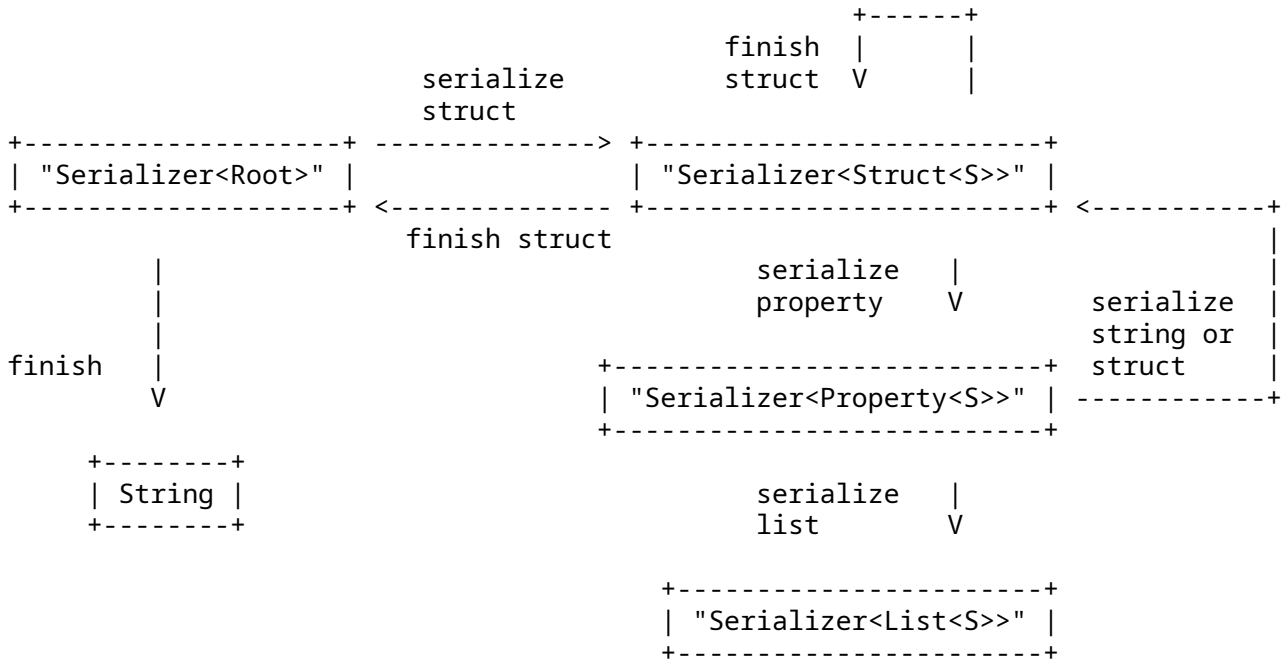 finish
struct
serialize
struct
"Serializer<Root>"
"Serializer<Struct<S>>"
finish struct
serialize
property
serialize
string or
struct
finish
"Serializer<Property<S>>"
String
serialize
list
"Serializer<List<S>>"